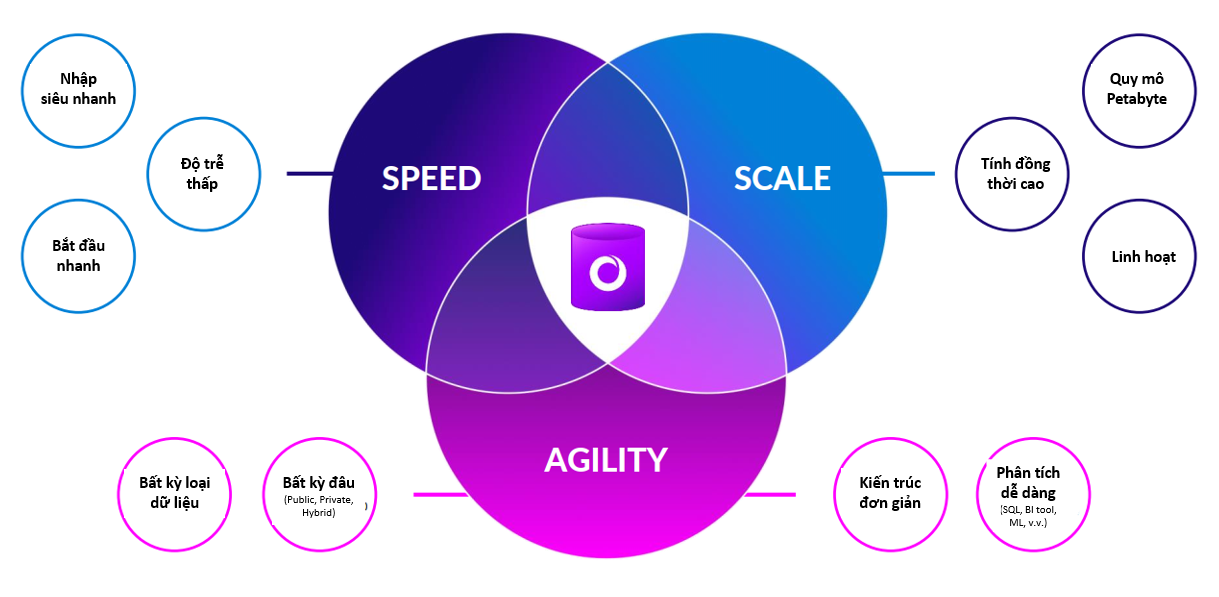 Nhập
siêu nhanh
Độ trễ
thấp
Bắt đầu
nhanh
SPEED
SCALE
Quy mô
Petabyte
Tính đồng
thời cao
Linh hoạt
AGILITY
Bất kỳ loại
dữ liệu
Bất kỳ đâu
(Public, Private,
Hybrid)
)
Kiến trúc
đơn giản
Phân tích
dễ dàng
(SQL, BI tool,
ML, v.v.)